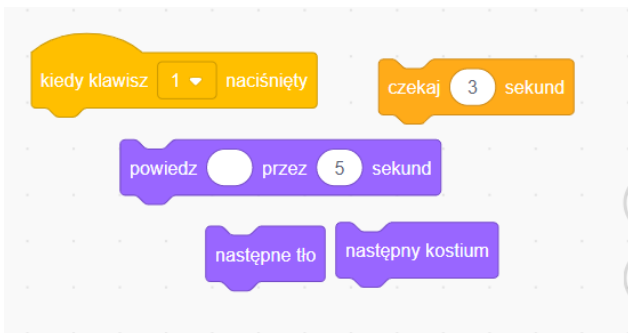 kiedy klawisz 1 naciśnięty
czekaj 3 sekund
powiedz przez 5 sekund
następne tło
następny kostium